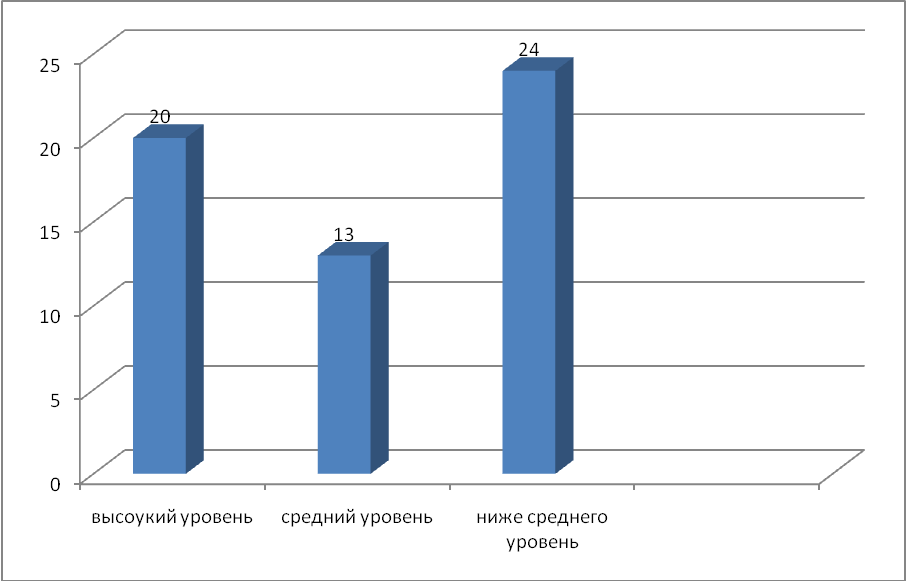 25
20
15
10
5
0
20
13
24
высоукий уровень
средний уровень
ниже среднего
уровень